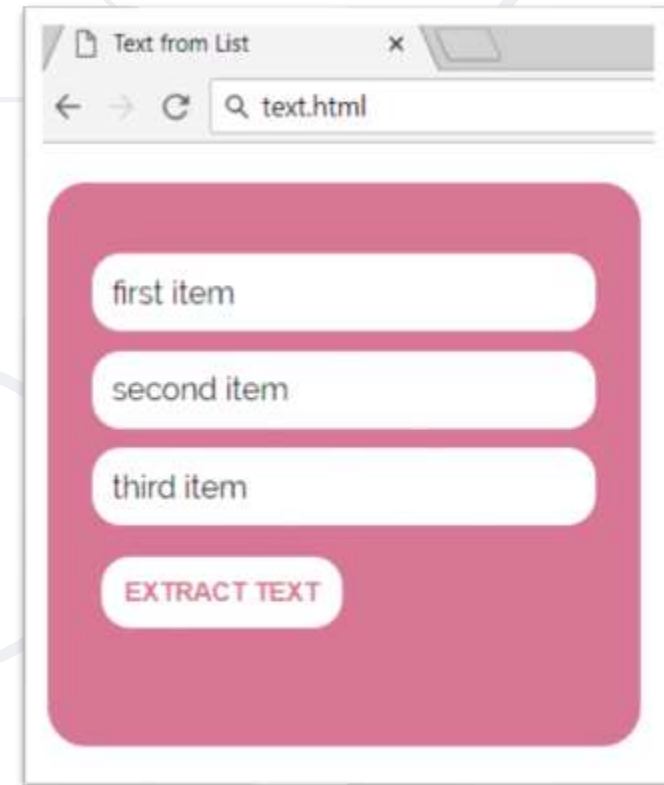 Text from List
text.html
first item
second item
third item
EXTRACT TEXT